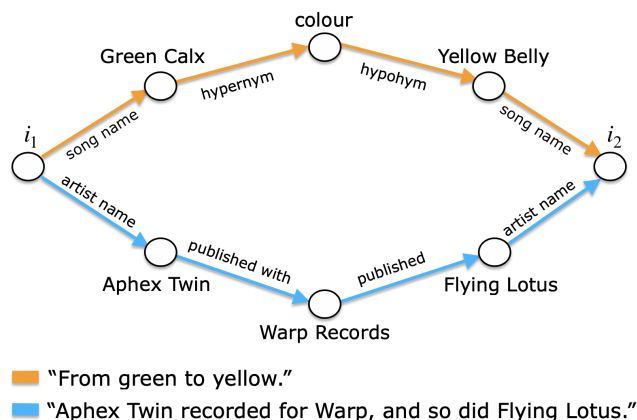 colour
Green Calx
Yellow Belly
hypernym
hypohym
i1
song name
song name
i2
artist name
artist name
published with
published
Aphex Twin
Flying Lotus
Warp Records
“From green to yellow.”
“Aphex Twin recorded for Warp, and so did Flying Lotus.”